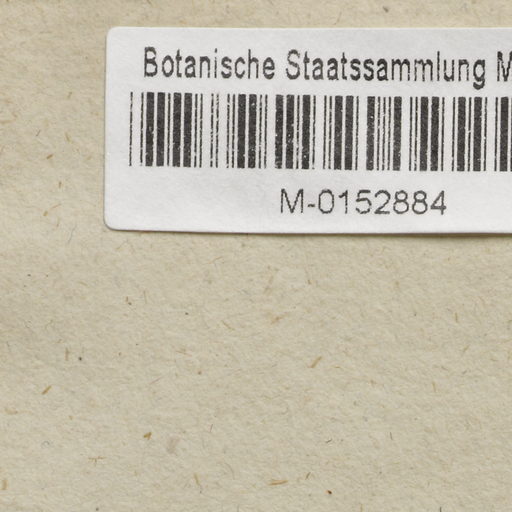 Botanische Staatssammlung M
M-0152884